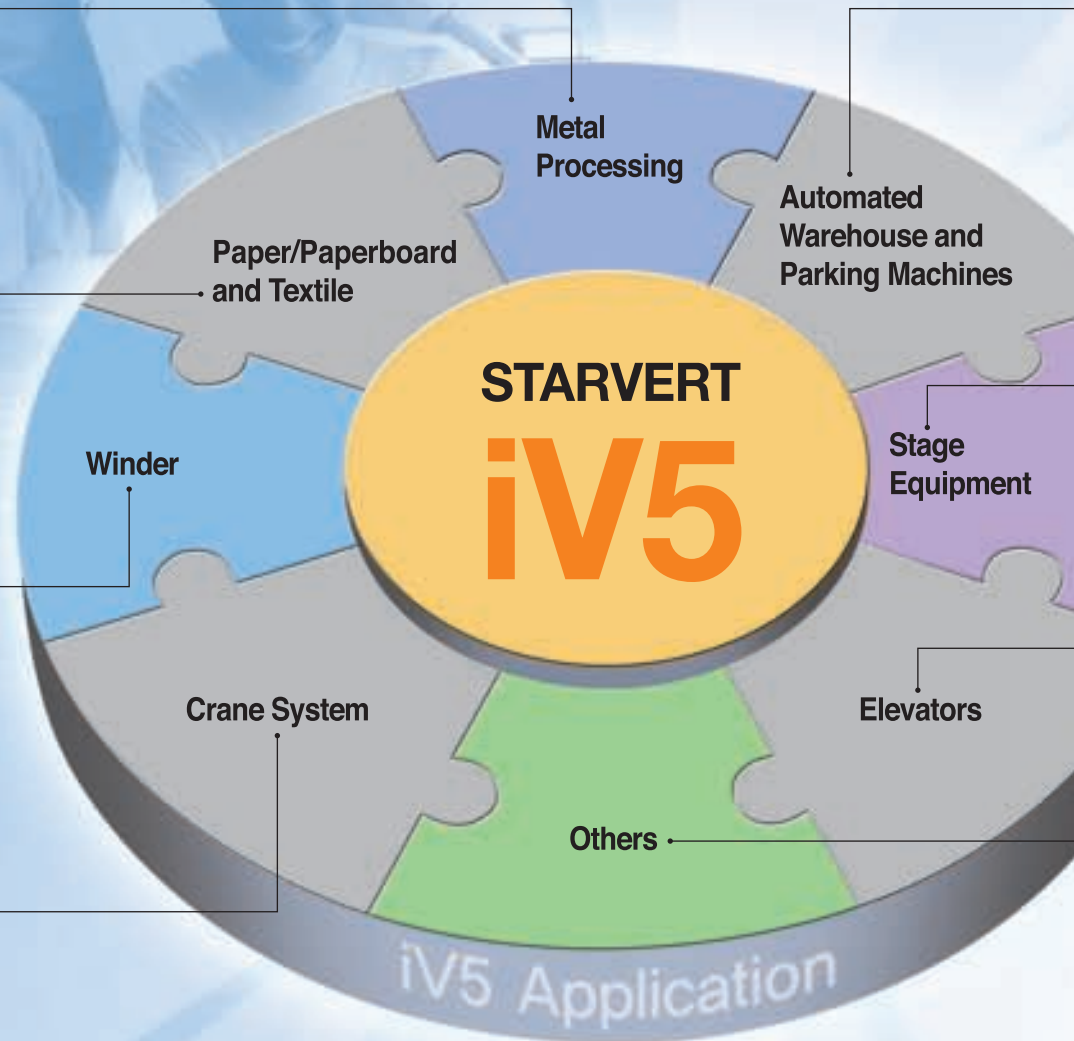 Metal
Processing
Automated
Warehouse and
Parking Machines
Paper/Paperboard
and Textile
STARVERT
iV5
Stage
Equipment
Winder
Crane System
Elevators
Others
iV5 Application